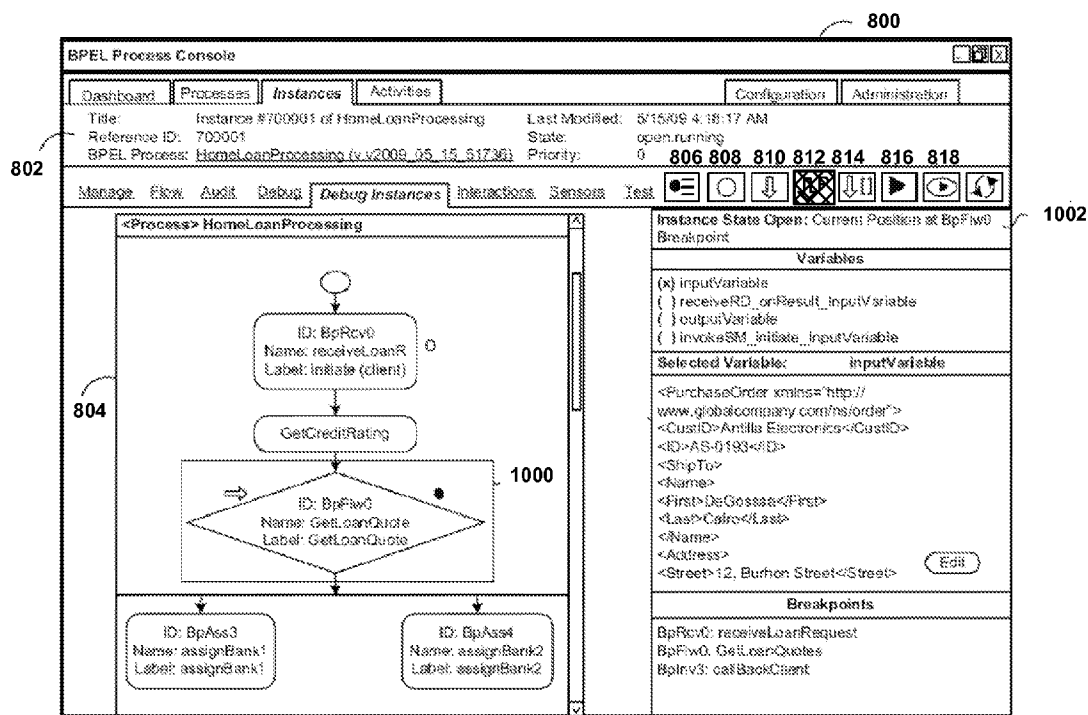 800
BPEL Process Console
Dashboard Processes Instances Activities Configuration Administration
Title: Instance #700001 of HomeLoanProcessing Last Modified: 5/15/09 4:18:17 AM
Reference ID: 700001 State: open.running
802
BPEL Process: HomeLoanProcessing (v.v2009_05_15_61736) Priority: 0
806 808 810 812 814 816 818
Manage Flow Audit Debug Debug Instances Interactions Sensors Test
<Process> HomeLoanProcessing
Instance State Open: Current Position at BpFlw0
Breakpoint
1002
Variables
(x) inputVariable
( ) receiveRD_onResult_InputVariable
( ) outputVariable
( ) invokeSM_initiate_InputVariable
Selected Variable: inputVariable
<PurchaseOrder xmlns="http://
www.globalcompany.com/ns/order">
<CustID>Antilla Electronics</CustID>
<ID>AS-0193</ID>
<ShipTo>
<Name>
<First>DeGossse</First>
<Last>Cairo</Last>
</Name>
<Address>
<Street>12, Burhon Street</Street>
Edit
Breakpoints
BpRcv0: receiveLoanRequest
BpFlw0: GetLoanQuotes
BpInv3: callBackClient
804
ID: BpRcv0
Name: receiveLoanR
Label: initiate (client)
GetCreditRating
1000
ID: BpFlw0
Name: GetLoanQuote
Label: GetLoanQuote
ID: BpAss3
Name: assignBank1
Label: assignBank1
ID: BpAss4
Name: assignBank2
Label: assignBank2